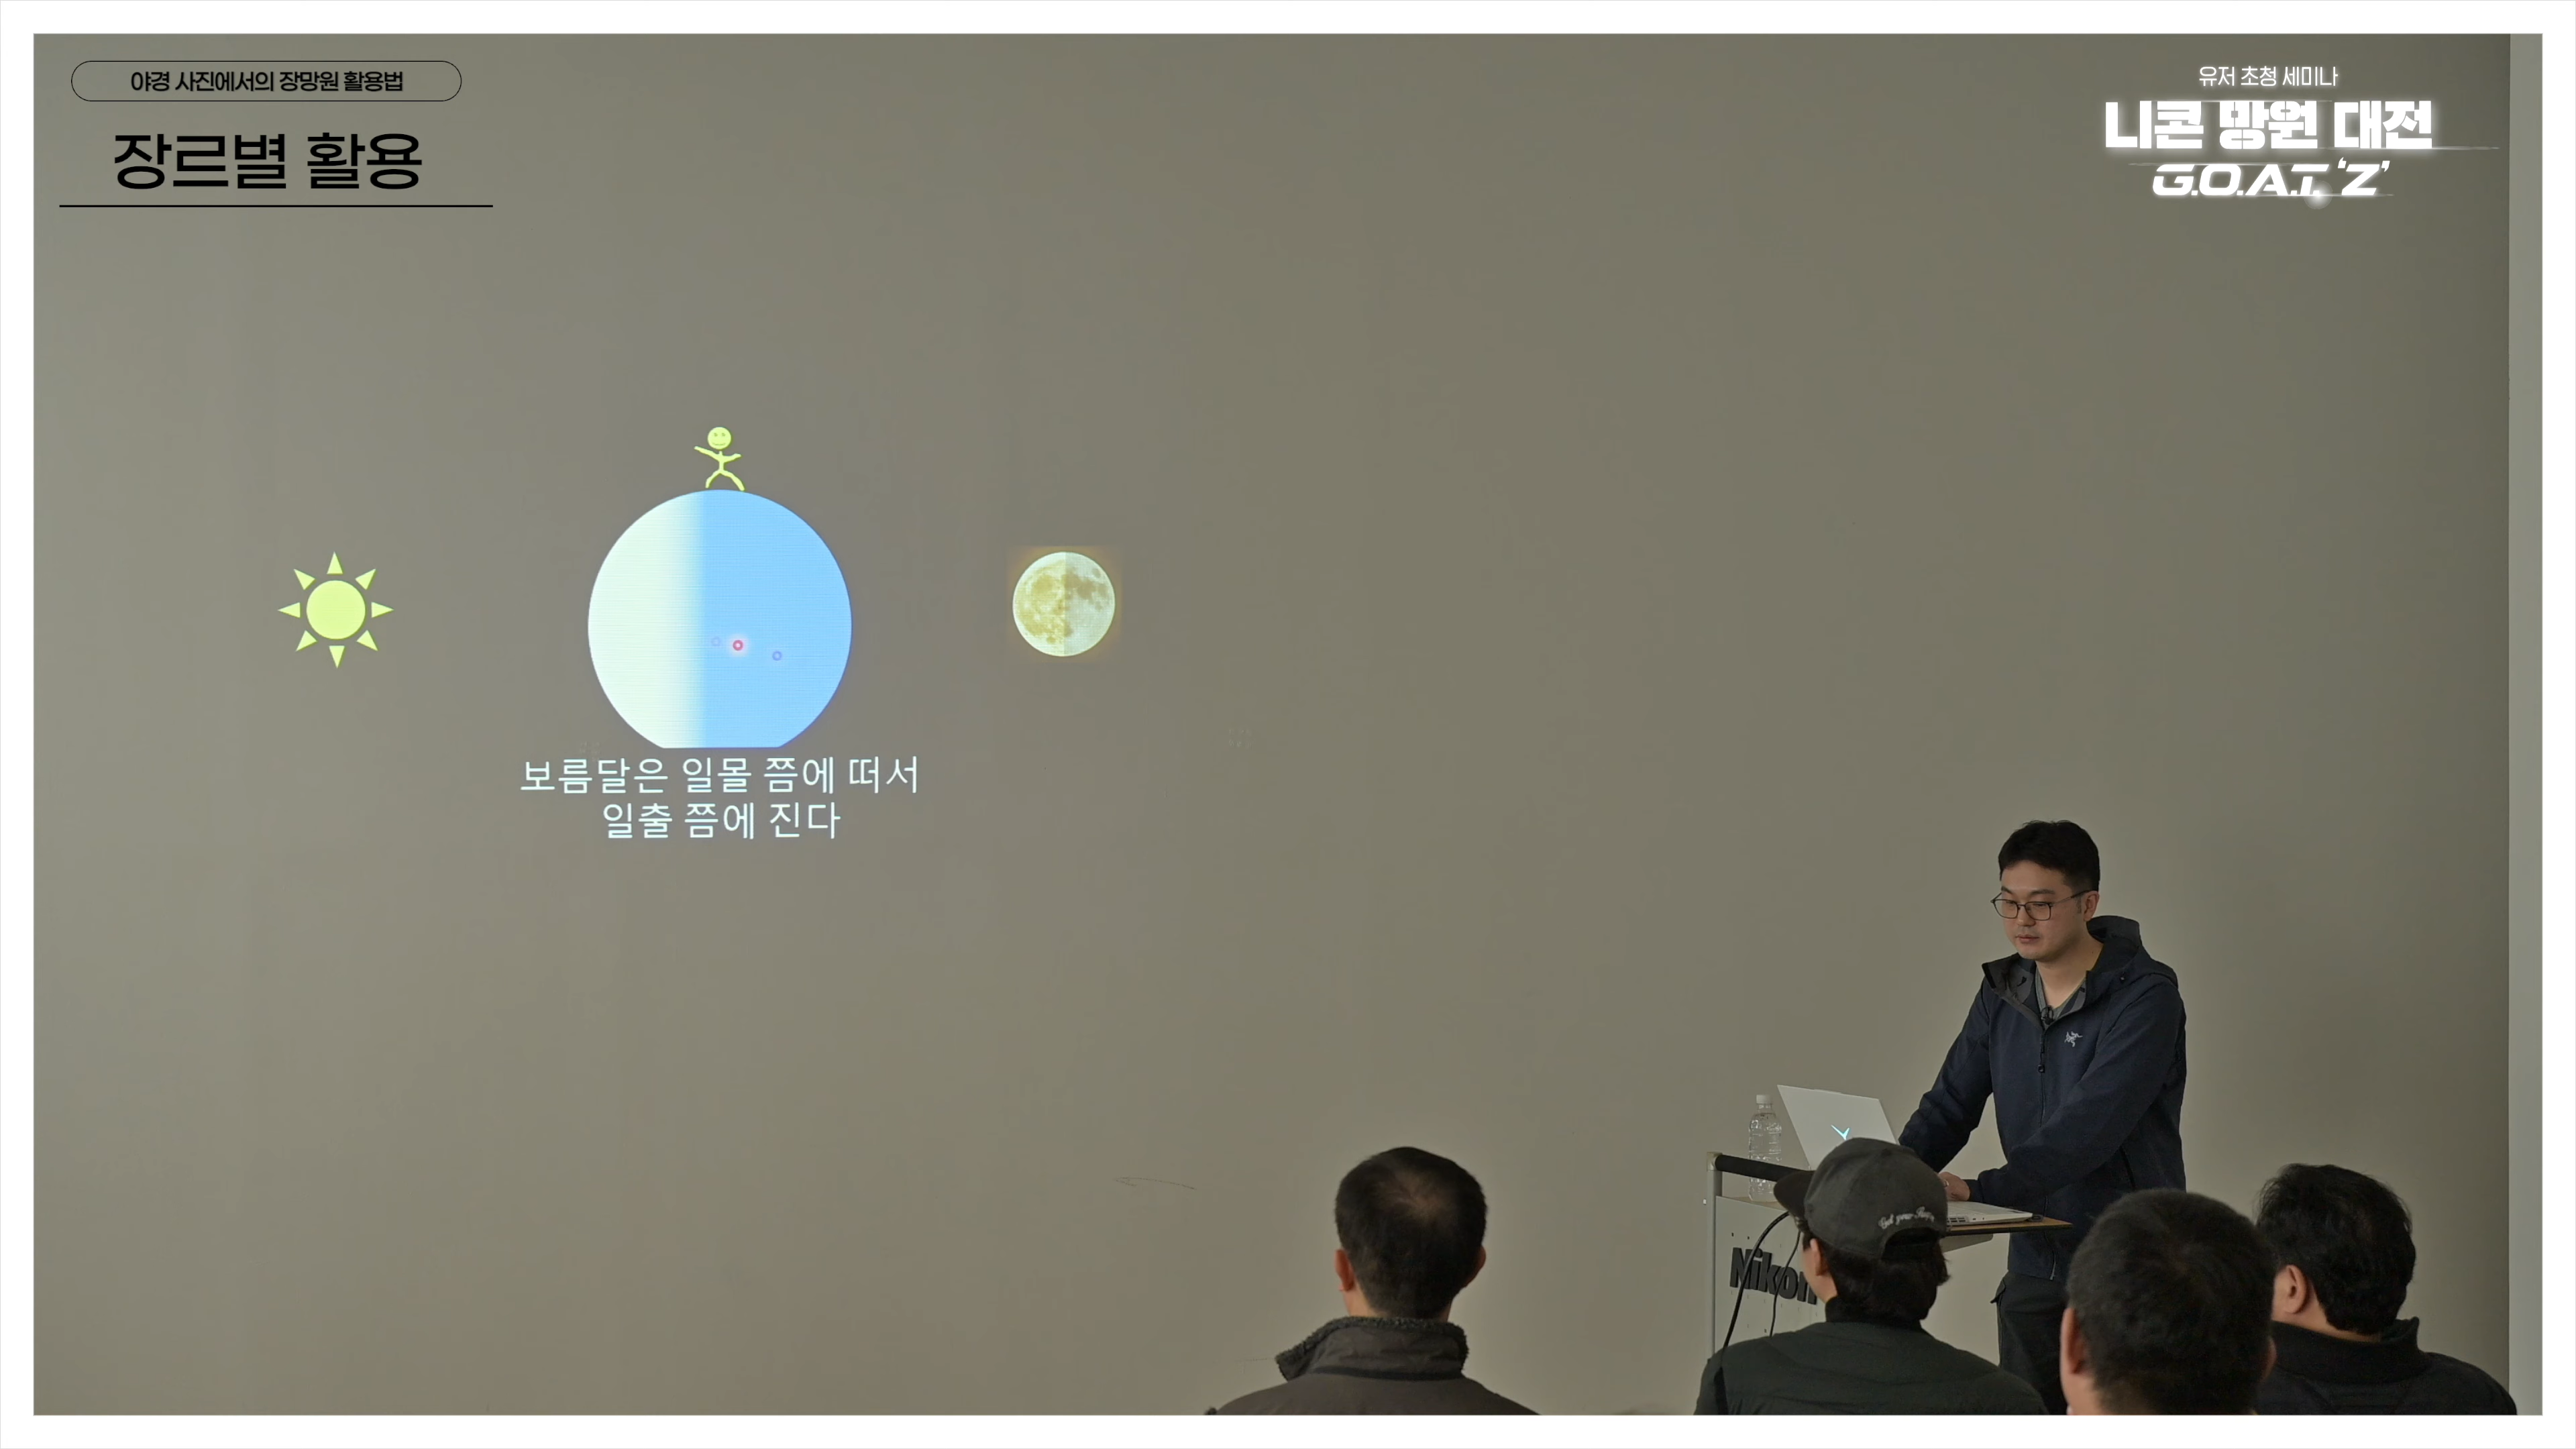 야경 사진에서의 장망원 활용법
장르별 활용
유저 초청 세미나
니콘 망원 대전
G.O.A.T. ‘Z’
보름달은 일몰 쯤에 떠서
일출 쯤에 진다
Nikon